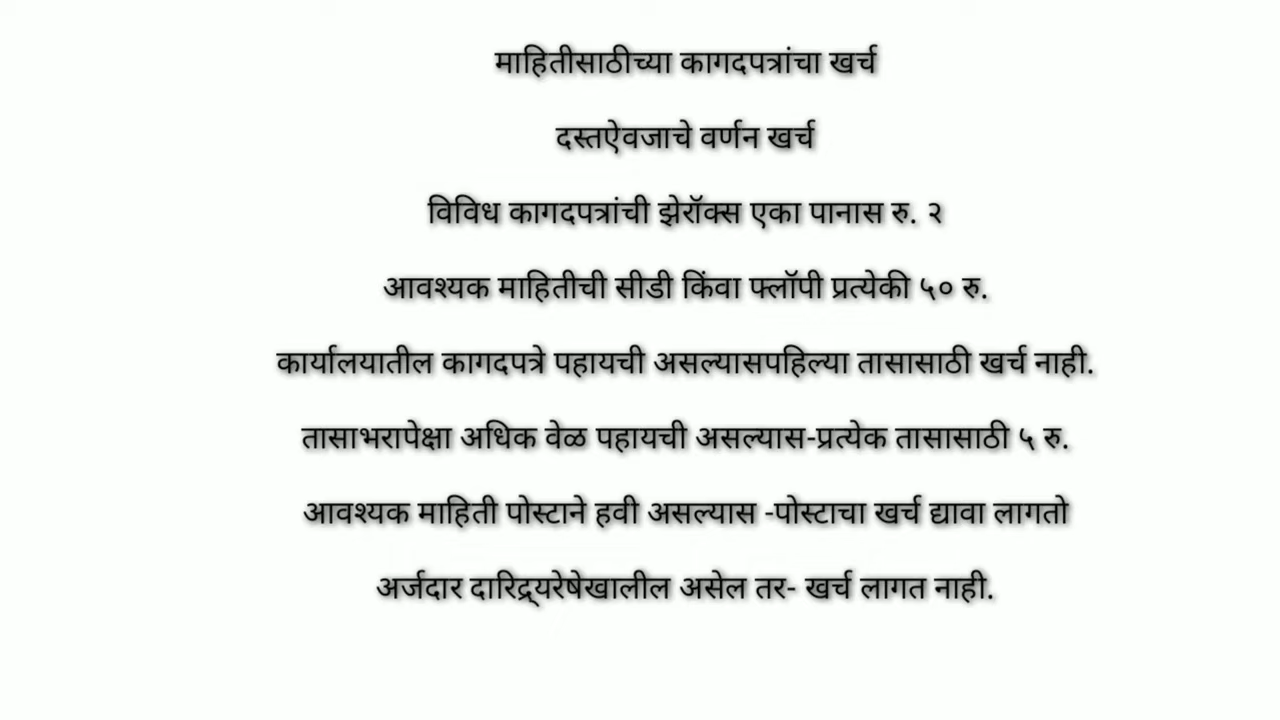 माहितीसाठीच्या कागदपत्रांचा खर्च
दस्तऐवजाचे वर्णन खर्च
विविध कागदपत्रांची झेरॉक्स एका पानास रु. २
आवश्यक माहितीची सीडी किंवा फ्लॉपी प्रत्येकी ५० रु.
कार्यालयातील कागदपत्रे पहायची असल्यासपहिल्या तासासाठी खर्च नाही.
तासाभरापेक्षा अधिक वेळ पहायची असल्यास-प्रत्येक तासासाठी ५ रु.
आवश्यक माहिती पोस्टाने हवी असल्यास -पोस्टाचा खर्च द्यावा लागतो
अर्जदार दारिद्र्यरेषेखालील असेल तर- खर्च लागत नाही.